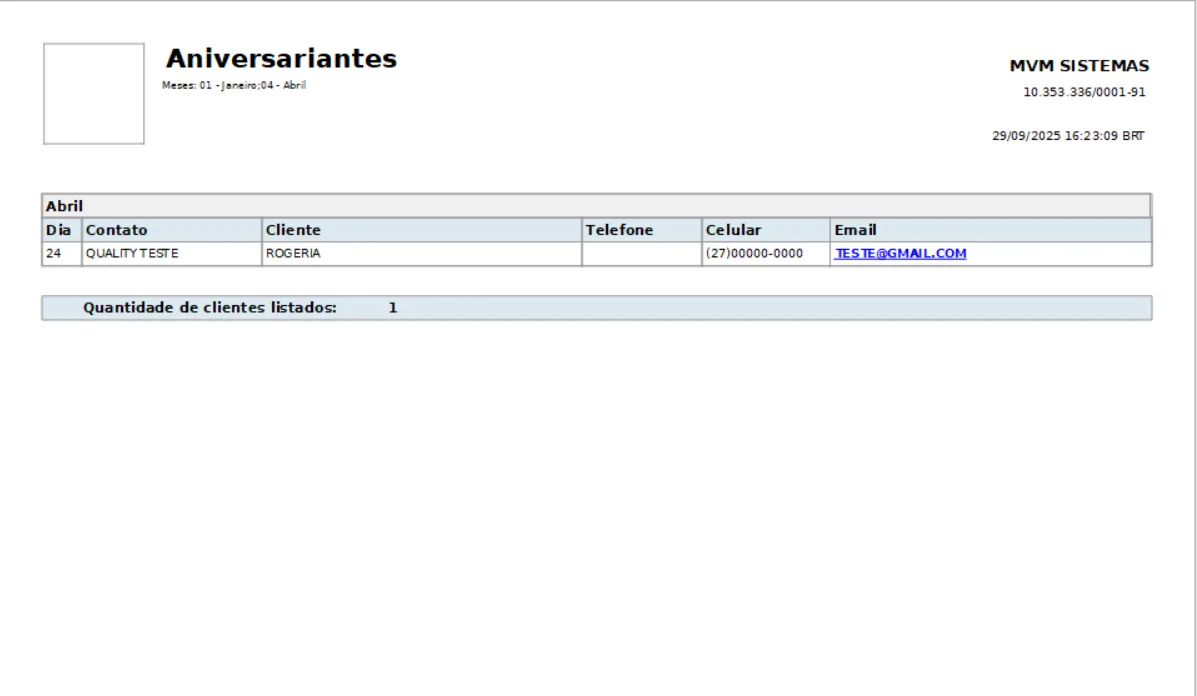 Aniversariantes
Meses: 01 - Janeiro;04 - Abril
MVM SISTEMAS
10.353.336/0001-91
29/09/2025 16:23:09 BRT
Abril
Dia Contato Cliente Telefone Celular Email
24 QUALITY TESTE ROGERIA (27)00000-0000 TESTE@GMAIL.COM
Quantidade de clientes listados: 1